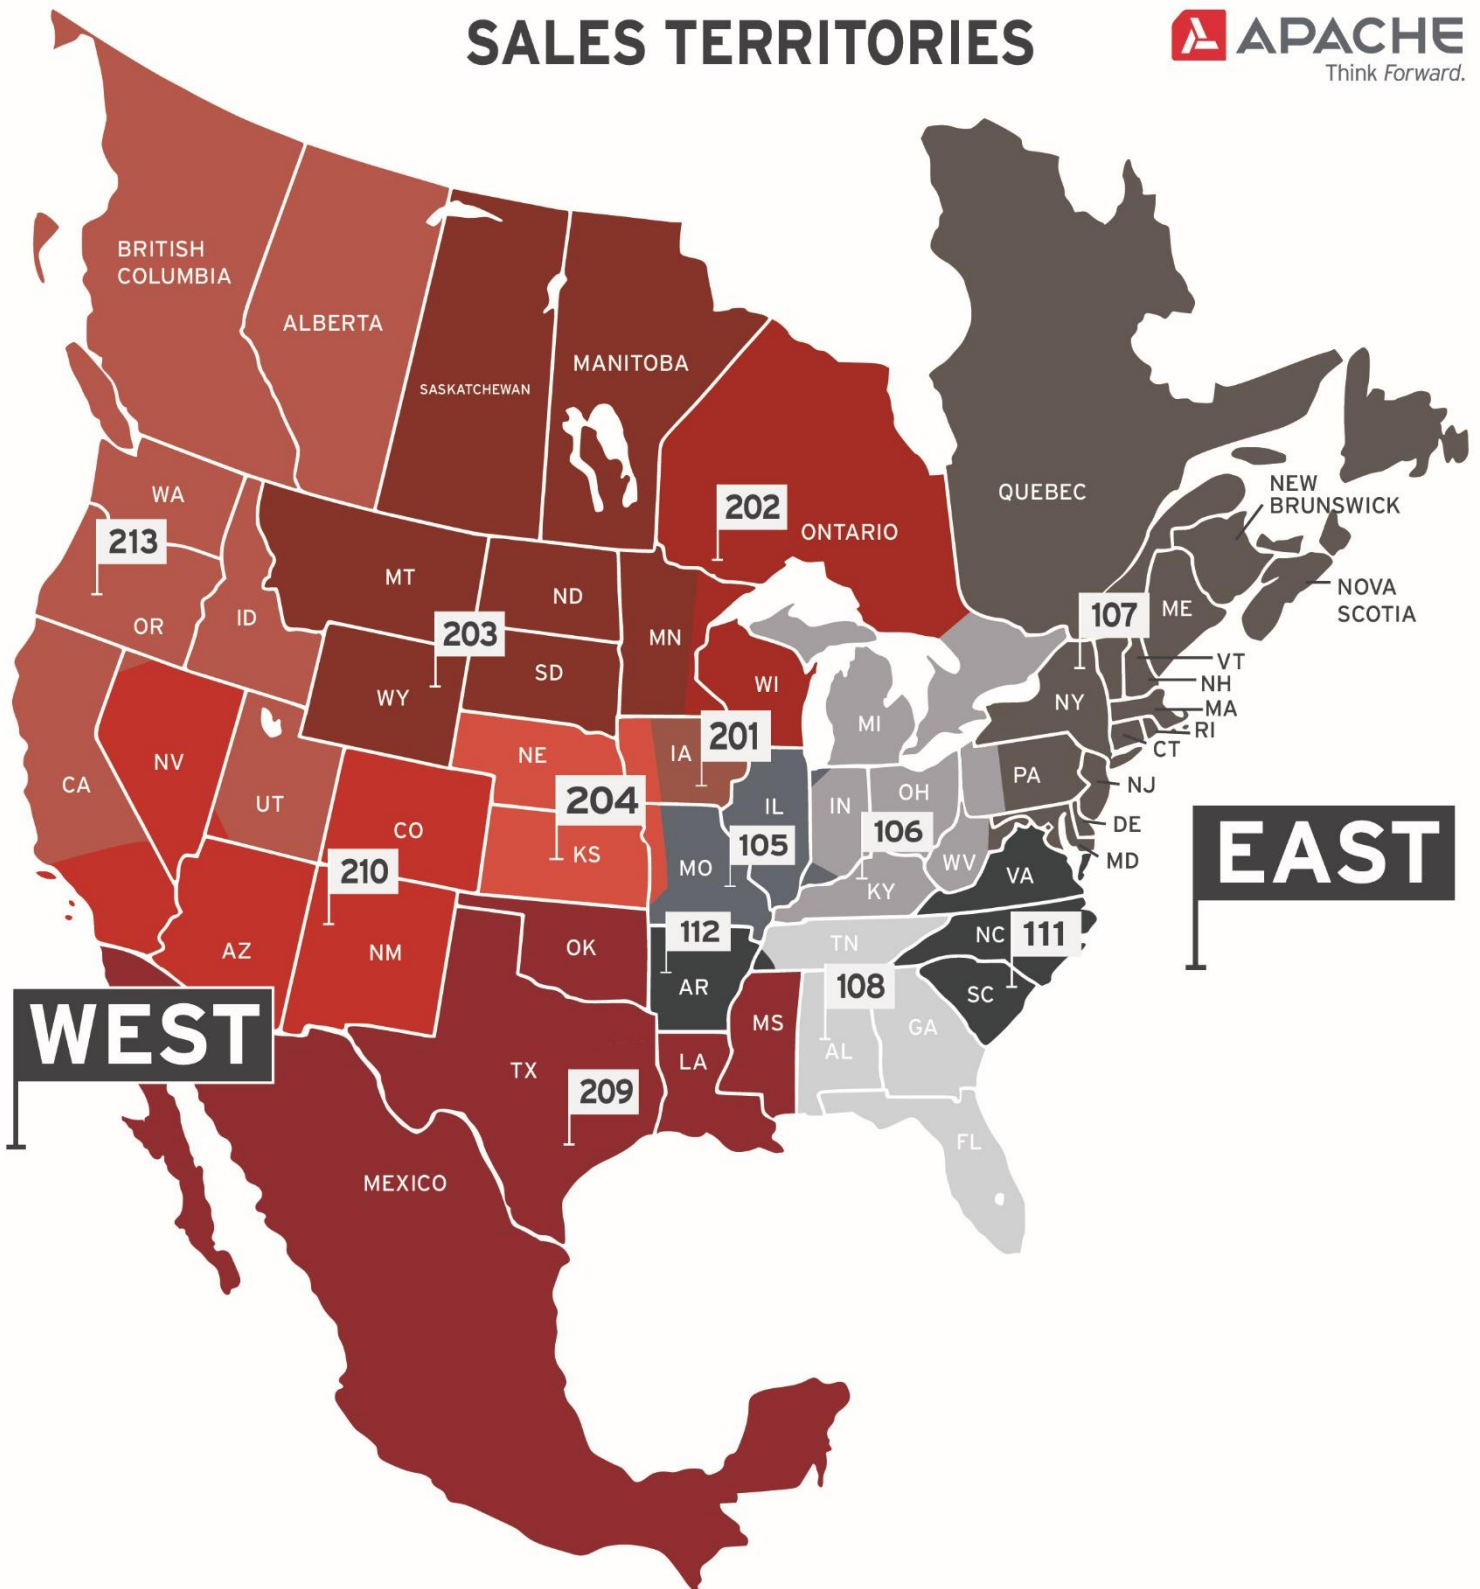 SALES TERRITORIES
APACHE
Think Forward.
BRITISH
COLUMBIA
ALBERTA
SASKATCHEWAN
MANITOBA
ONTARIO
QUEBEC
NEW
BRUNSWICK
NOVA
SCOTIA
202
213
203
107
WA
OR
ID
MT
ND
MN
SD
WY
WI
MI
NY
ME
VT
NH
MA
RI
CT
NJ
DE
MD
PA
CA
NV
UT
CO
NE
KS
204
IA
201
IL
IN
OH
105
106
MO
KY
WV
VA
EAST
210
AZ
NM
OK
112
AR
TN
NC
111
SC
108
MS
AL
GA
FL
WEST
TX
LA
209
MEXICO